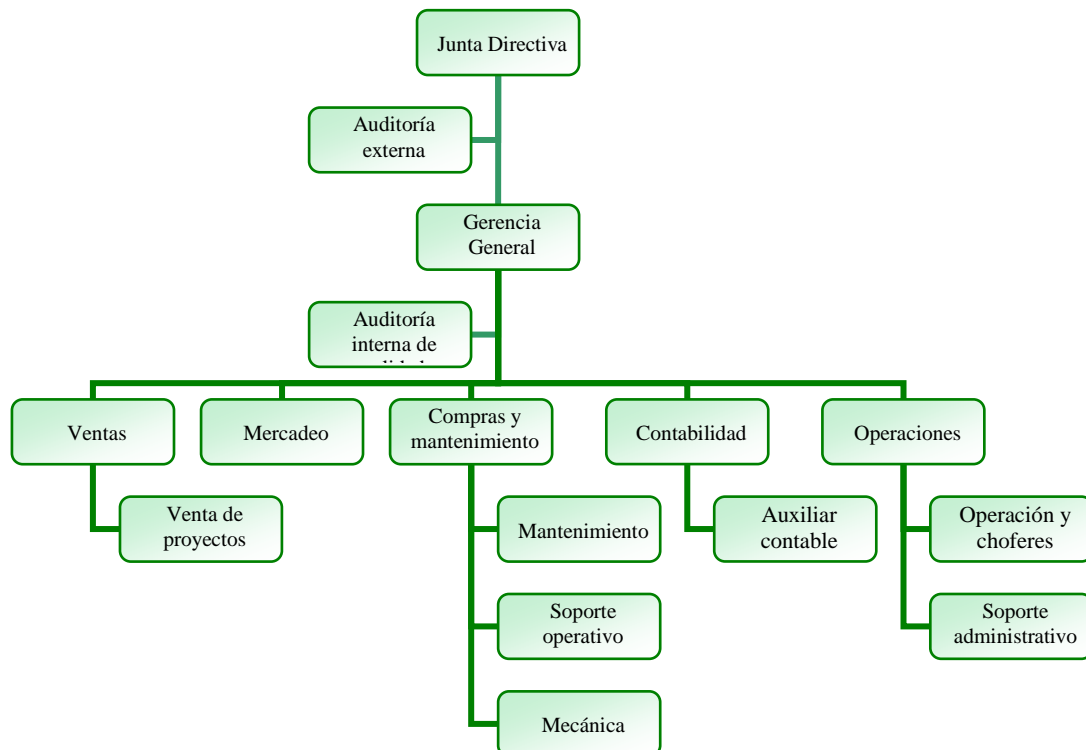 Junta Directiva
Auditoría
externa
Gerencia
General
Auditoría
interna de
Ventas
Mercadeo
Compras y
mantenimiento
Contabilidad
Operaciones
Venta de
proyectos
Mantenimiento
Auxiliar
contable
Operación y
choferes
Soporte
operativo
Soporte
administrativo
Mecánica